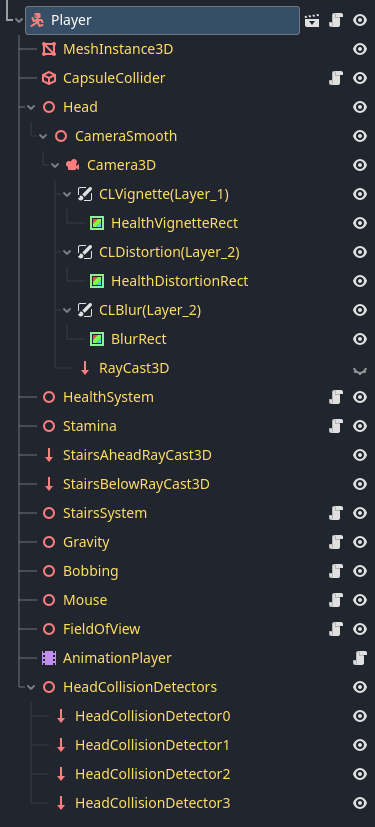 Player
MeshInstance3D
CapsuleCollider
Head
CameraSmooth
Camera3D
CLVignette(Layer_1)
HealthVignetteRect
CLDistortion(Layer_2)
HealthDistortionRect
CLBlur(Layer_2)
BlurRect
RayCast3D
HealthSystem
Stamina
StairsAheadRayCast3D
StairsBelowRayCast3D
StairsSystem
Gravity
Bobbing
Mouse
FieldOfView
AnimationPlayer
HeadCollisionDetectors
HeadCollisionDetector0
HeadCollisionDetector1
HeadCollisionDetector2
HeadCollisionDetector3